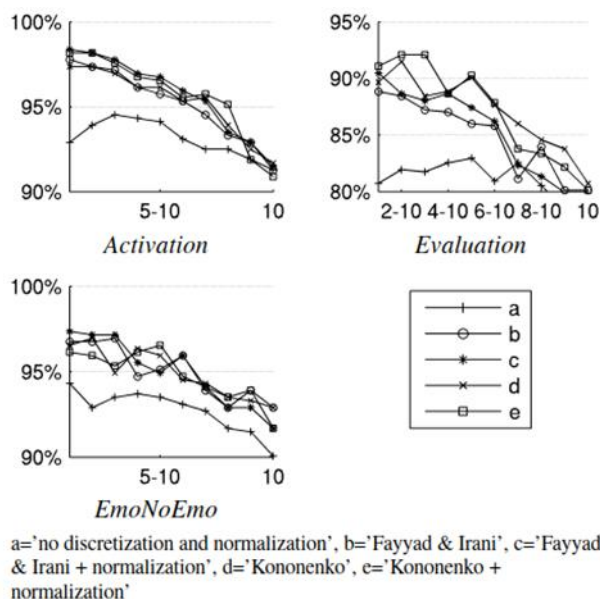 100%
95%
90%
5-10
10
Activation
95%
90%
85%
80%
2-10
4-10
6-10
8-10
10
Evaluation
100%
95%
90%
5-10
10
EmoNoEmo
a
b
c
d
e
a='no discretization and normalization', b='Fayyad & Irani', c='Fayyad
& Irani + normalization', d='Kononenko', e='Kononenko +
normalization'